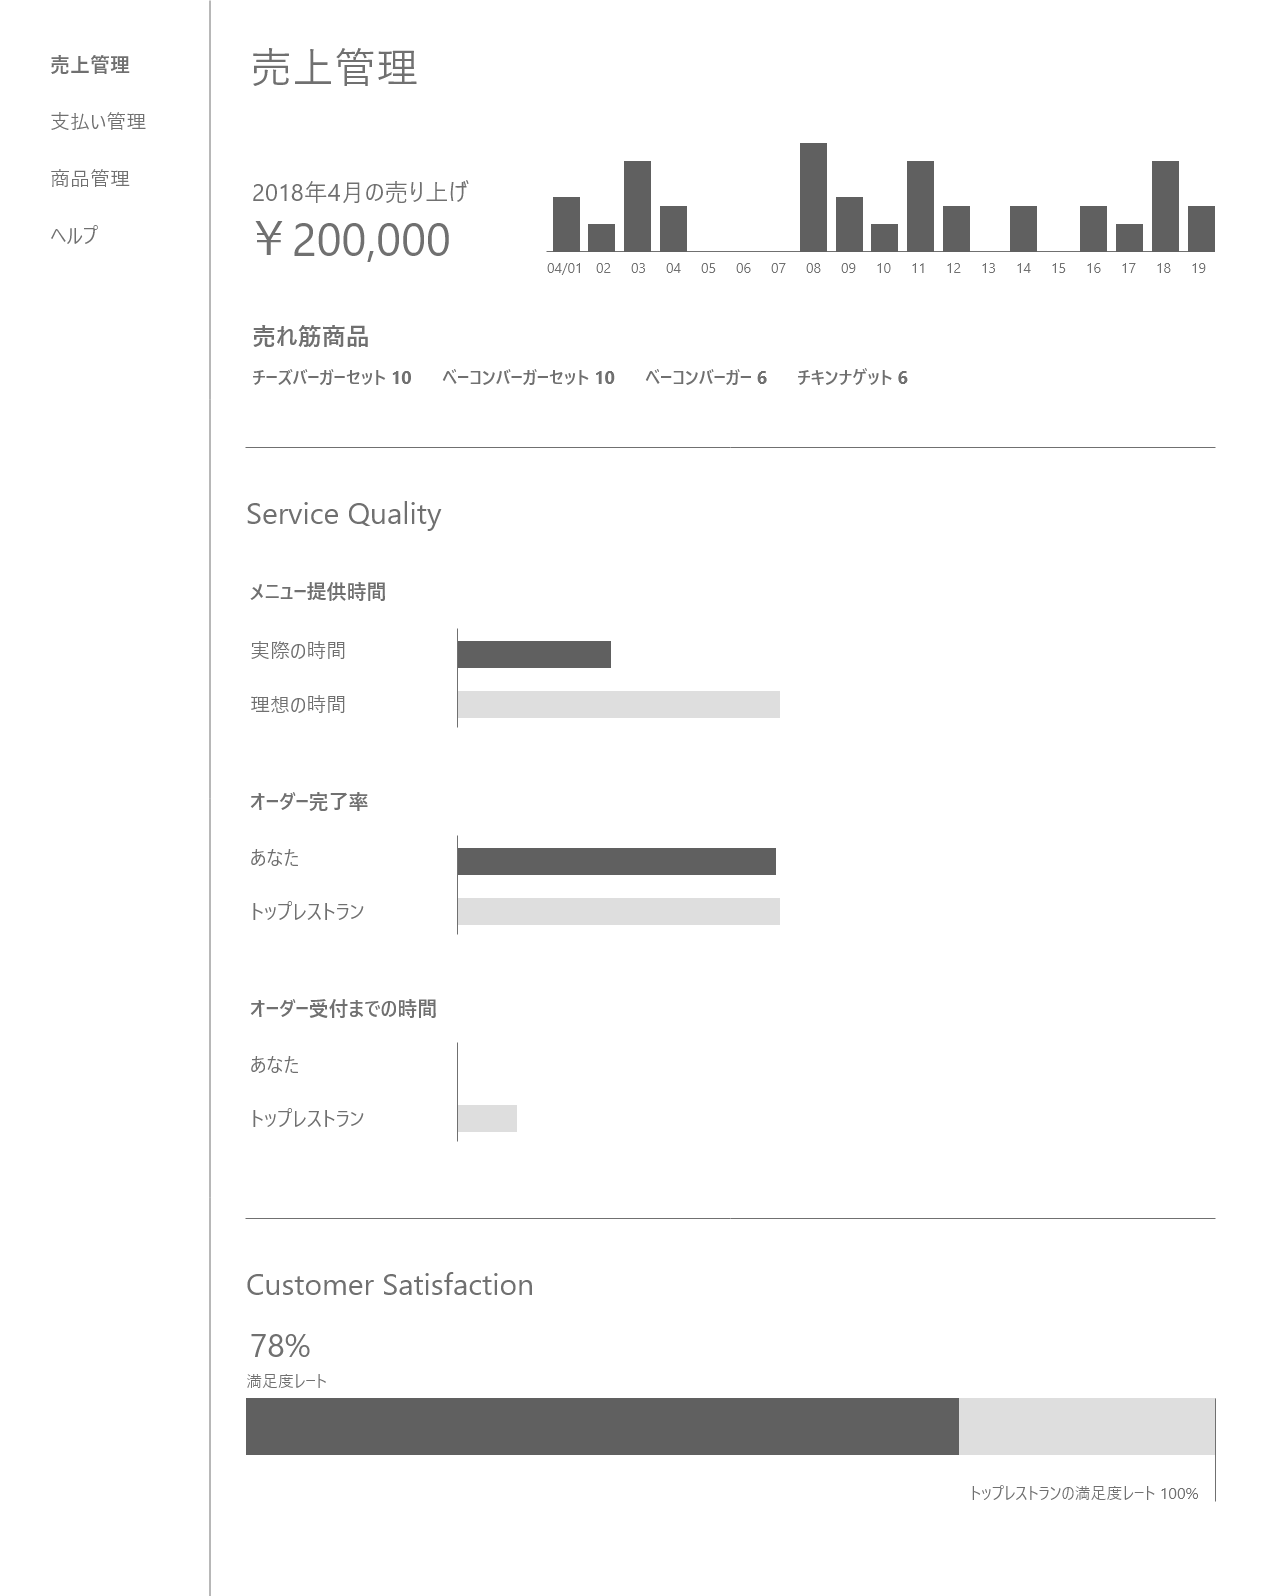 売上管理
支払い管理
商品管理
ヘルプ
売上管理
2018年4月の売り上げ
￥200,000
04/01 02 03 04 05 06 07 08 09 10 11 12 13 14 15 16 17 18 19
売れ筋商品
チーズバーガーセット 10 ベーコンバーガーセット 10 ベーコンバーガー 6 チキンナゲット 6
Service Quality
メニュー提供時間
実際の時間
理想の時間
オーダー完了率
あなた
トップレストラン
オーダー受付までの時間
あなた
トップレストラン
Customer Satisfaction
78%
満足度レート
トップレストランの満足度レート 100%